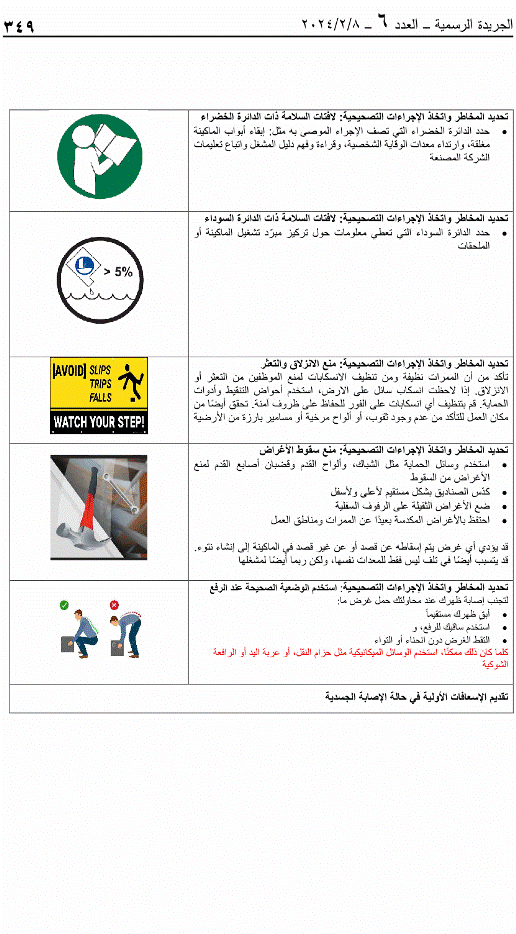 الجريدة الرسمية – العدد ٦ – ٢٠٢٤/٢/٨
٣٤٩
تحديد المخاطر واتخاذ الإجراءات التصحيحية: لافتات السلامة ذات الدائرة الخضراء
• حدد الدائرة الخضراء التي تصف الإجراء الموصى به مثل: إبقاء أبواب الماكينة
مغلقة، وارتداء معدات الوقاية الشخصية، وقراءة وفهم دليل المشغل واتباع تعليمات
الشركة المصنعة
تحديد المخاطر واتخاذ الإجراءات التصحيحية: لافتات السلامة ذات الدائرة السوداء
• حدد الدائرة السوداء التي تعطي معلومات حول تركيز مبرّد تشغيل الماكينة أو
الملحقات
> 5%
تحديد المخاطر واتخاذ الإجراءات التصحيحية: منع الانزلاق والتعثر
تأكد من أن الممرات نظيفة ومن تنظيف الانسكابات لمنع الموظفين من التعثر أو
الانزلاق. إذا لاحظت انسكاب سائل على الارض، استخدم أحواض التنقيط وأدوات
الحماية. قم بتنظيف أي انسكابات على الفور للحفاظ على ظروف امنة. تحقق أيضًا من
مكان العمل للتأكد من عدم وجود ثقوب، أو ألواح مرخية أو مسامير بارزة من الأرضية
AVOID SLIPS
TRIPS
FALLS
WATCH YOUR STEP!
تحديد المخاطر واتخاذ الإجراءات التصحيحية: منع سقوط الأغراض
• استخدم وسائل الحماية مثل الشباك، وألواح القدم وقضبان أصابع القدم لمنع
الأغراض من السقوط
• كدّس الصناديق بشكل مستقيم لأعلى ولأسفل
• ضع الأغراض الثقيلة على الرفوف السفلية
• احتفظ بالأغراض المكدسة بعيدًا عن الممرات ومناطق العمل
قد يؤدي أي غرض يتم إسقاطه عن قصد أو عن غير قصد في الماكينة إلى إنشاء نتوء.
قد يتسبب أيضًا في تلف ليس فقط للمعدات نفسها، ولكن ربما أيضًا لمشغلها
تحديد المخاطر واتخاذ الإجراءات التصحيحية: استخدم الوضعية الصحيحة عند الرفع
لتجنب إصابة ظهرك عند محاولتك حمل غرض ما:
• أبق ظهرك مستقيماً
• استخدم ساقيك للرفع، و
• التقط الغرض دون انحناء أو التواء
كلما كان ذلك ممكنًا، استخدم الوسائل الميكانيكية مثل حزام النقل، أو عربة اليد أو الرافعة
الشوكية
تقديم الإسعافات الأولية في حالة الإصابة الجسدية